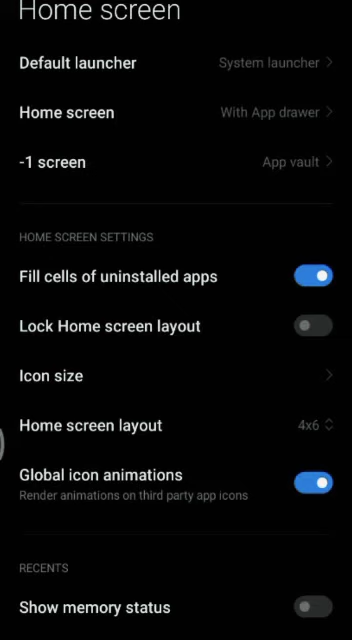 Home screen
Default launcher System launcher
Home screen With App drawer
-1 screen App vault
HOME SCREEN SETTINGS
Fill cells of uninstalled apps
Lock Home screen layout
Icon size
Home screen layout 4x6
Global icon animations
Render animations on third party app icons
RECENTS
Show memory status